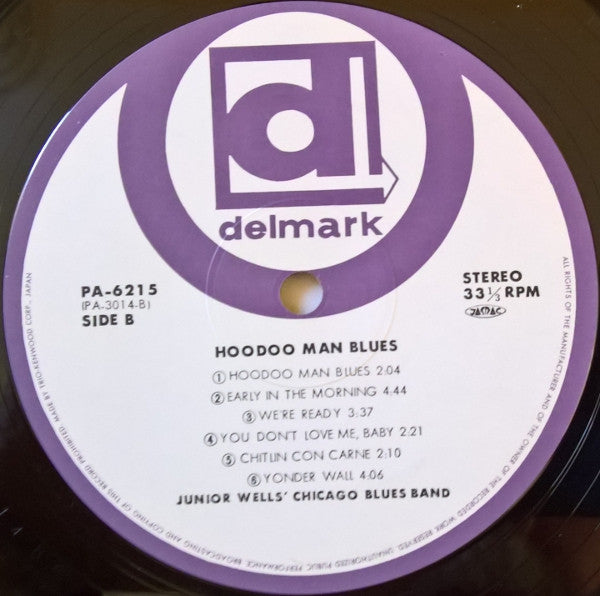 d
delmark
PA-6215
(PA-3014-B)
SIDE B
STEREO
33 1/3 RPM
JASRAC
HOODOO MAN BLUES
① HOODOO MAN BLUES 2:04
② EARLY IN THE MORNING 4.44
③ WE'RE READY 3:37
④ YOU DON'T LOVE ME, BABY 2:21
⑤ CHITLIN CON CARNE 2:10
⑥ YONDER WALL 4:06
JUNIOR WELLS' CHICAGO BLUES BAND
ALL RIGHTS OF THE MANUFACTURER AND OF THE OWNER OF THE RECORDED WORK RESERVED. UNAUTHORIZED PUBLIC PERFORMANCE, BROADCASTING AND COPYING OF THIS RECORD PROHIBITED. MADE BY TRIO-KENWOOD CORP., JAPAN